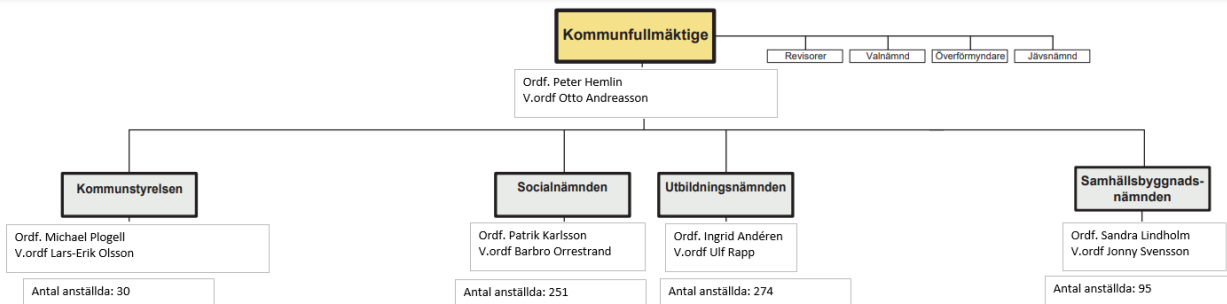 Kommunfullmäktige
Revisorer
Valnämnd
Överförmyndare
Jävsnämnd
Ordf. Peter Hemlin
V.ordf Otto Andreasson
Kommunstyrelsen
Socialnämnden
Utbildningsnämnden
Samhällsbyggnads-
nämnden
Ordf. Michael Plogell
V.ordf Lars-Erik Olsson
Ordf. Patrik Karlsson
V.ordf Barbro Orrestrand
Ordf. Ingrid Andéren
V.ordf Ulf Rapp
Ordf. Sandra Lindholm
V.ordf Jonny Svensson
Antal anställda: 30
Antal anställda: 251
Antal anställda: 274
Antal anställda: 95